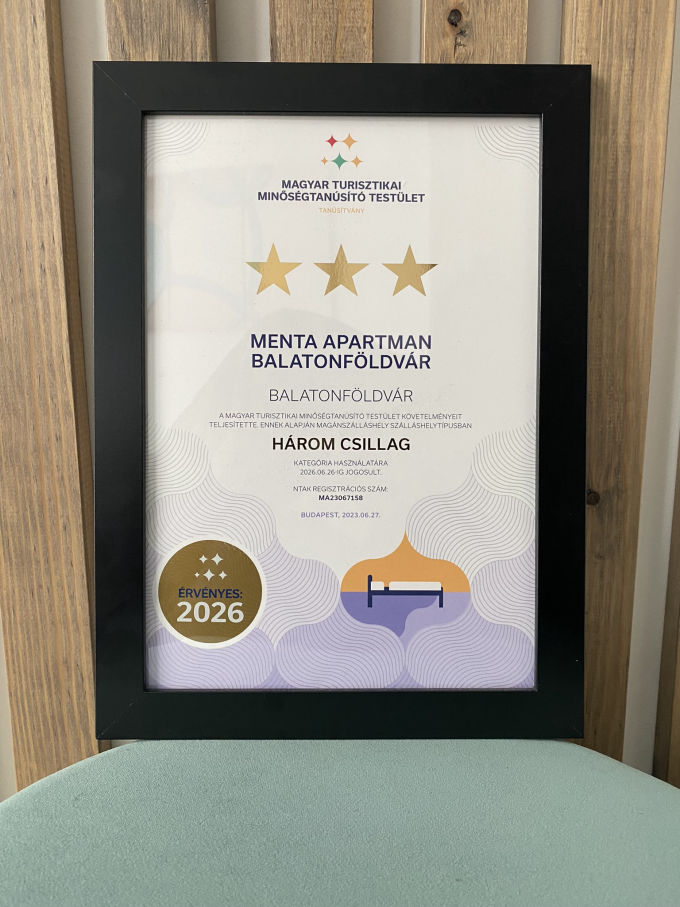 MAGYAR TURISZTIKAI
MINŐSÉGTANÚSÍTÓ TESTÜLET
TANÚSÍTVÁNY
MENTA APARTMAN
BALATONFÖLDVÁR
BALATONFÖLDVÁR
A MAGYAR TURISZTIKAI MINŐSÉGTANÚSÍTÓ TESTÜLET KÖVETELMÉNYEIT
TELJESÍTETTE, ENNEK ALAPJÁN MAGÁNSZÁLLÁSHELY SZÁLLÁSHELYTÍPUSBAN
HÁROM CSILLAG
KATEGÓRIA HASZNÁLATÁRA
2026.06.26-IG JOGOSULT.
NTAK REGISZTRÁCIÓS SZÁM:
MA23067158
BUDAPEST, 2023.06.27.
ÉRVÉNYES:
2026